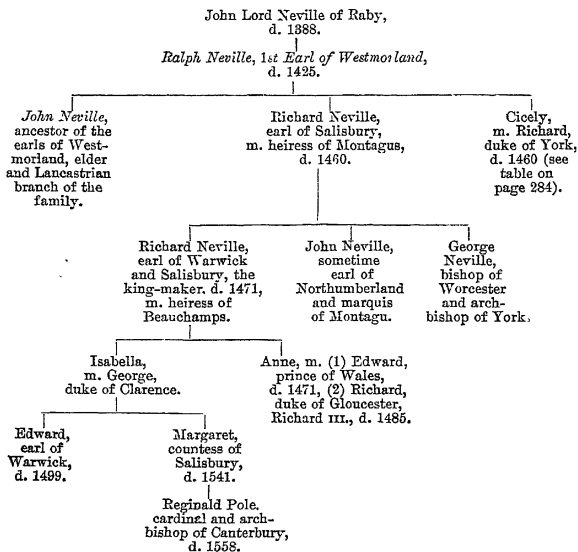 John Lord Neville of Raby,
d. 1388.
Ralph Neville, 1st Earl of Westmorland,
d. 1425.
John Neville,
ancestor of the
earls of West-
morland, elder
and Lancastrian
branch of the
family.
Richard Neville,
earl of Salisbury,
m. heiress of Montagus,
d. 1460.
Cicely,
m. Richard,
duke of York,
d. 1460 (see
table on
page 284).
Richard Neville,
earl of Warwick
and Salisbury, the
king-maker. d. 1471,
m. heiress of
Beauchamps.
John Neville,
sometime
earl of
Northumberland
and marquis
of Montagu.
George
Neville,
bishop of
Worcester
and arch-
bishop of York.
Isabella,
m. George,
duke of Clarence.
Anne, m. (1) Edward,
prince of Wales,
d. 1471, (2) Richard,
duke of Gloucester,
Richard III., d. 1485.
Edward,
earl of
Warwick,
d. 1499.
Margaret,
countess of
Salisbury,
d. 1541.
Reginald Pole.
cardinal and arch-
bishop of Canterbury,
d. 1558.